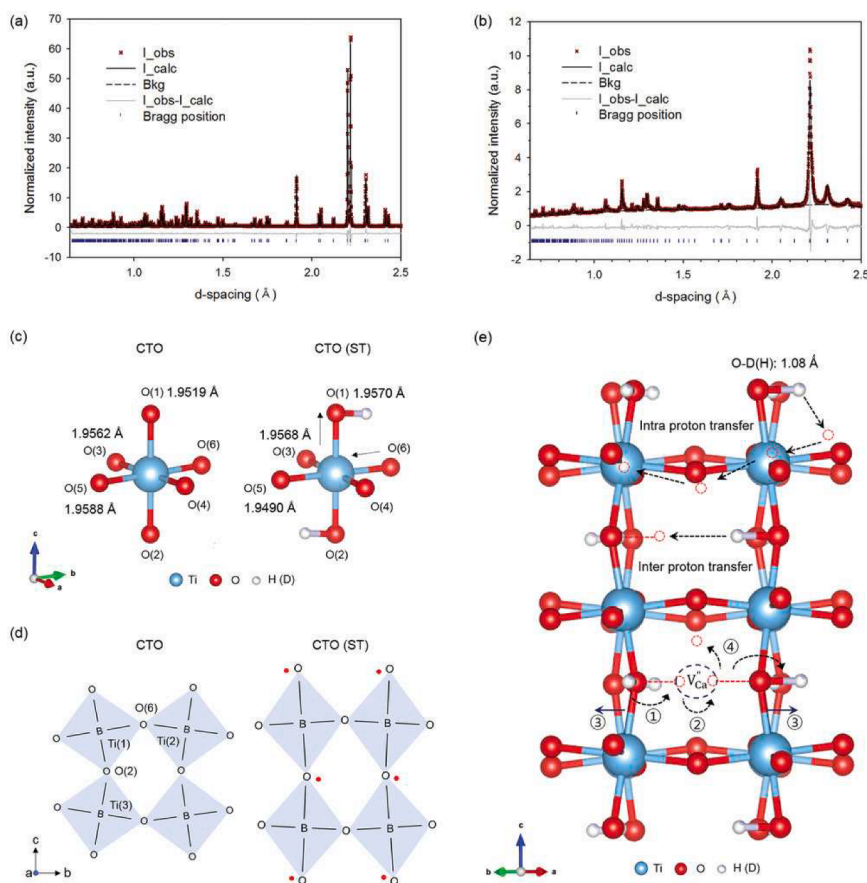 (a)
70
60
50
40
30
20
10
0
-10
Normalized intensity (a.u.)
I_obs
I_calc
Bkg
I_obs-I_calc
Bragg position
1.0
1.5
2.0
2.5
d-spacing (Å)
(b)
12
10
8
6
4
2
0
-2
Normalized intensity (a.u.)
I_obs
I_calc
Bkg
I_obs-I_calc
Bragg position
1.0
1.5
2.0
2.5
d-spacing (Å)
(c)
CTO
O(1) 1.9519 Å
1.9562 Å
O(3)
O(6)
O(5)
O(4)
1.9588 Å
O(2)
CTO (ST)
O(1) 1.9570 Å
1.9568 Å
O(3)
O(6)
O(5)
O(4)
1.9490 Å
O(2)
c
b
a
Ti
O
H (D)
(d)
CTO
O
O
O
O(6)
O
B
B
Ti(1)
Ti(2)
O
O(2)
O
B
Ti(3)
B
O
O
O
O
O
CTO (ST)
O
O
B
B
O
O
O
O
O
B
B
O
O
O
O
O
c
a
b
(e)
O-D(H): 1.08 Å
Intra proton transfer
Inter proton transfer
④
V''Ca
③
①
②
③
c
b
a
Ti
O
H (D)